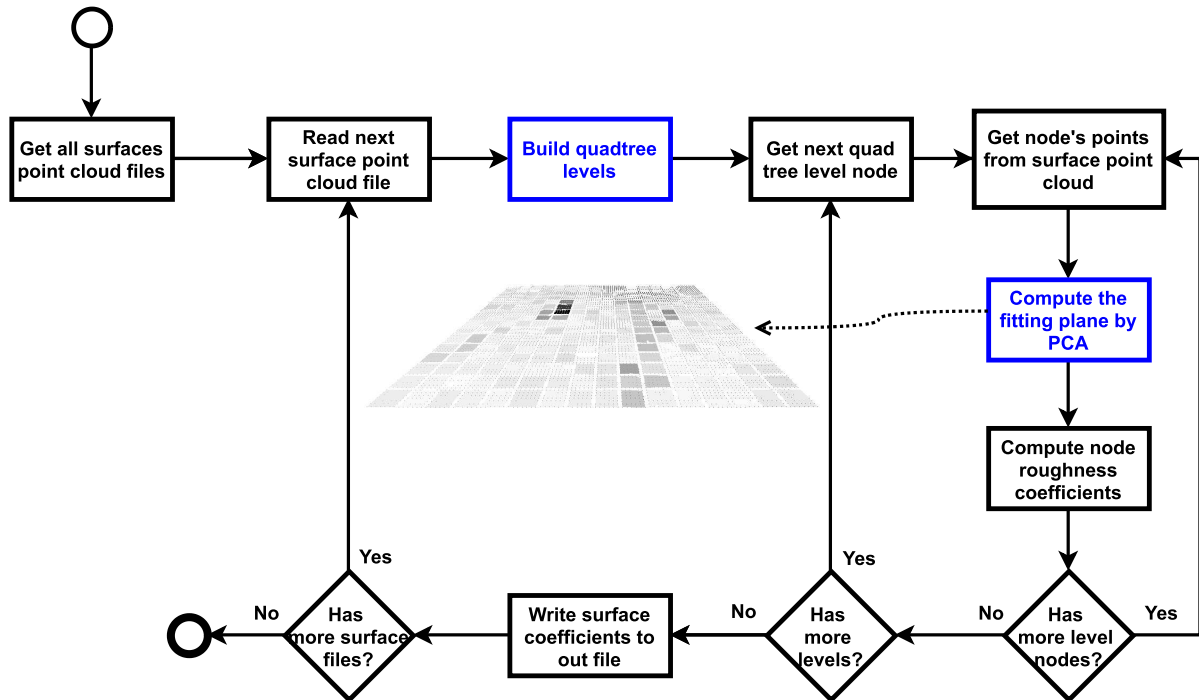 Get all surfaces
point cloud files
Read next
surface point
cloud file
Build quadtree
levels
Get next quad
tree level node
Get node's points
from surface point
cloud
Compute the
fitting plane by
PCA
Compute node
roughness
coefficients
Has
more level
nodes?
Yes
No
Has
more
levels?
Yes
No
Write surface
coefficients to
out file
Has
more surface
files?
Yes
No